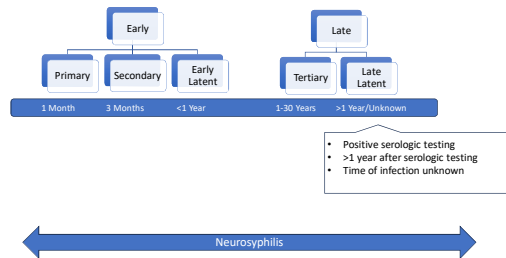 Early
Late
Primary
Secondary
Early
Latent
Tertiary
Late
Latent
1 Month
3 Months
<1 Year
1-30 Years
>1 Year/Unknown
• Positive serologic testing
• >1 year after serologic testing
• Time of infection unknown
Neurosyphilis